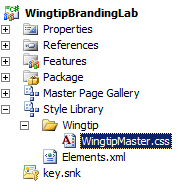 WingtipBrandingLab
Properties
References
Features
Package
Master Page Gallery
Style Library
Wingtip
WingtipMaster.css
Elements.xml
key.snk